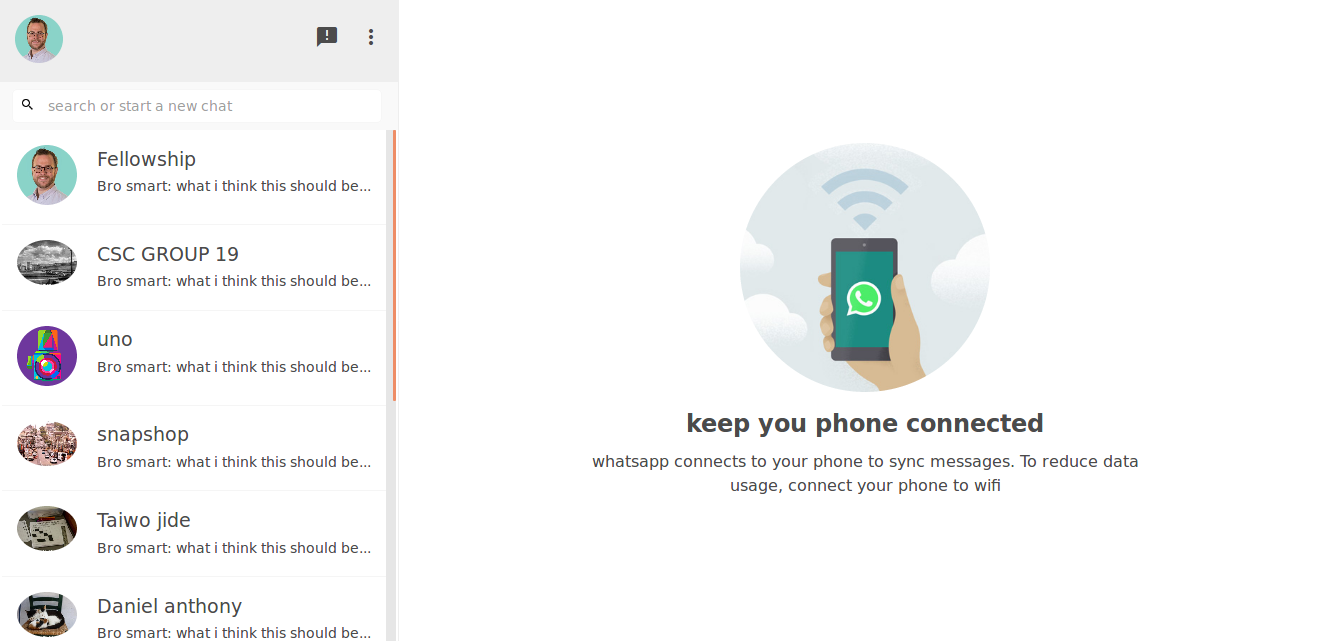 search or start a new chat
Fellowship
Bro smart: what i think this should be...
CSC GROUP 19
Bro smart: what i think this should be...
uno
Bro smart: what i think this should be...
snapshop
Bro smart: what i think this should be...
Taiwo jide
Bro smart: what i think this should be...
Daniel anthony
Bro smart: what i think this should be...
keep you phone connected
whatsapp connects to your phone to sync messages. To reduce data
usage, connect your phone to wifi